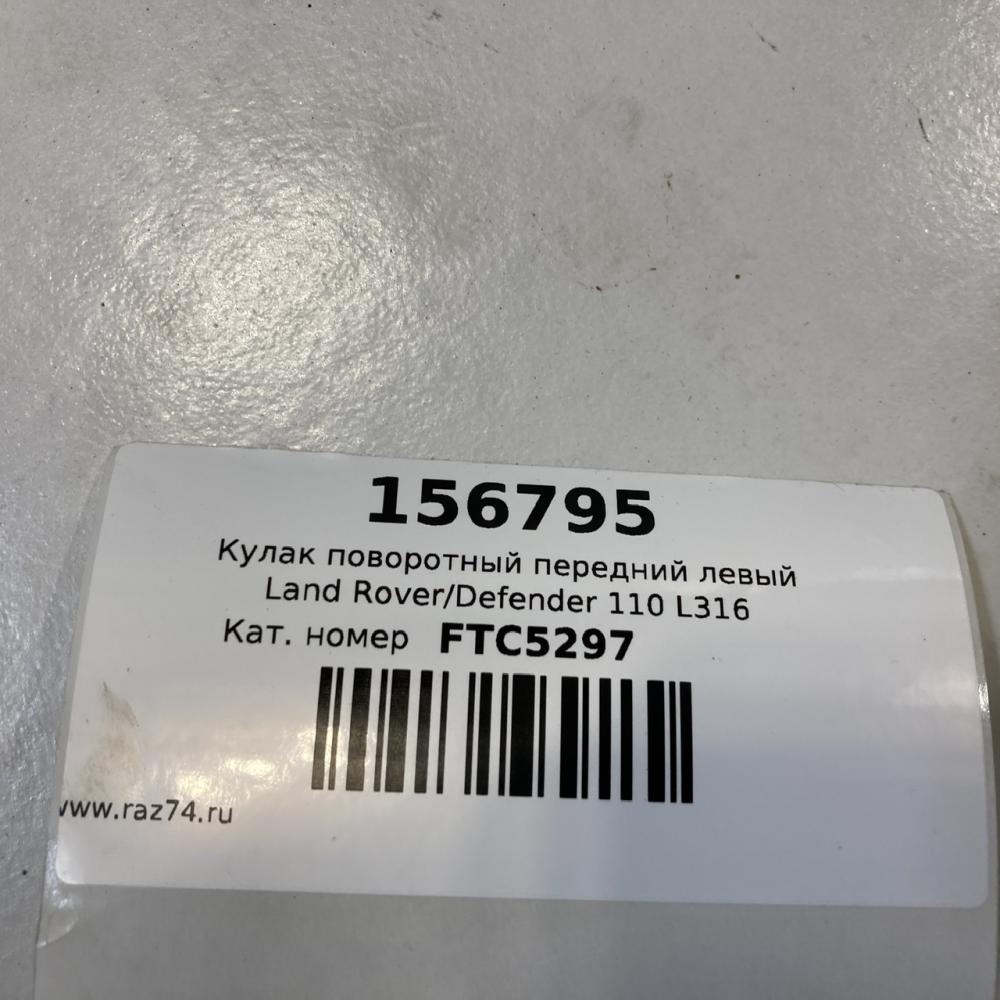 156795
Кулак поворотный передний левый
Land Rover/Defender 110 L316
Кат. номер FTC5297
www.raz74.ru